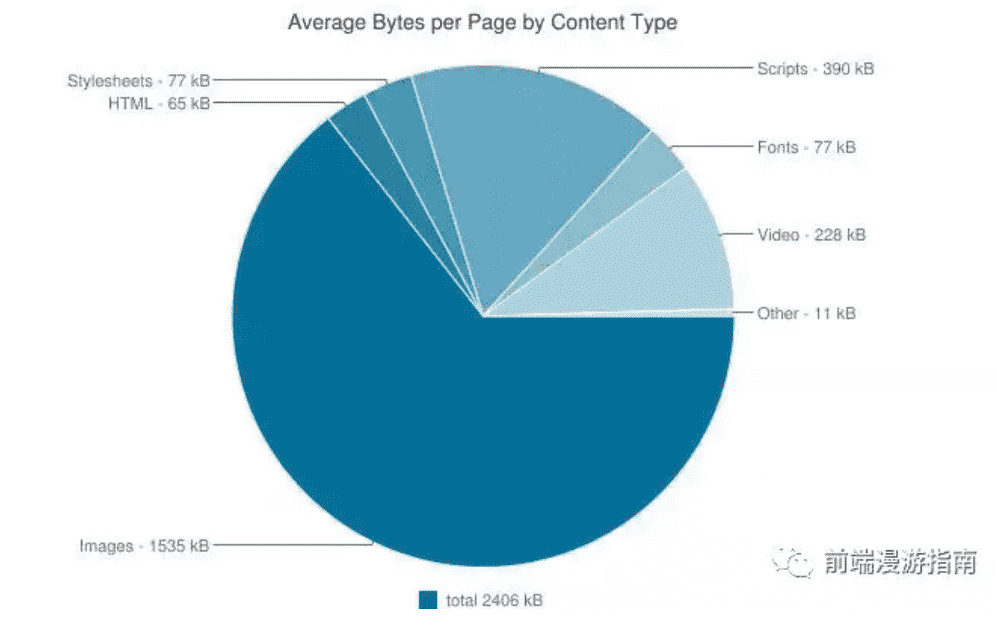 Average Bytes per Page by Content Type
Stylesheets - 77 kB
HTML - 65 kB
Scripts - 390 kB
Fonts - 77 kB
Video - 228 kB
Other - 11 kB
Images - 1535 kB
前端漫游指南
total 2406 kB